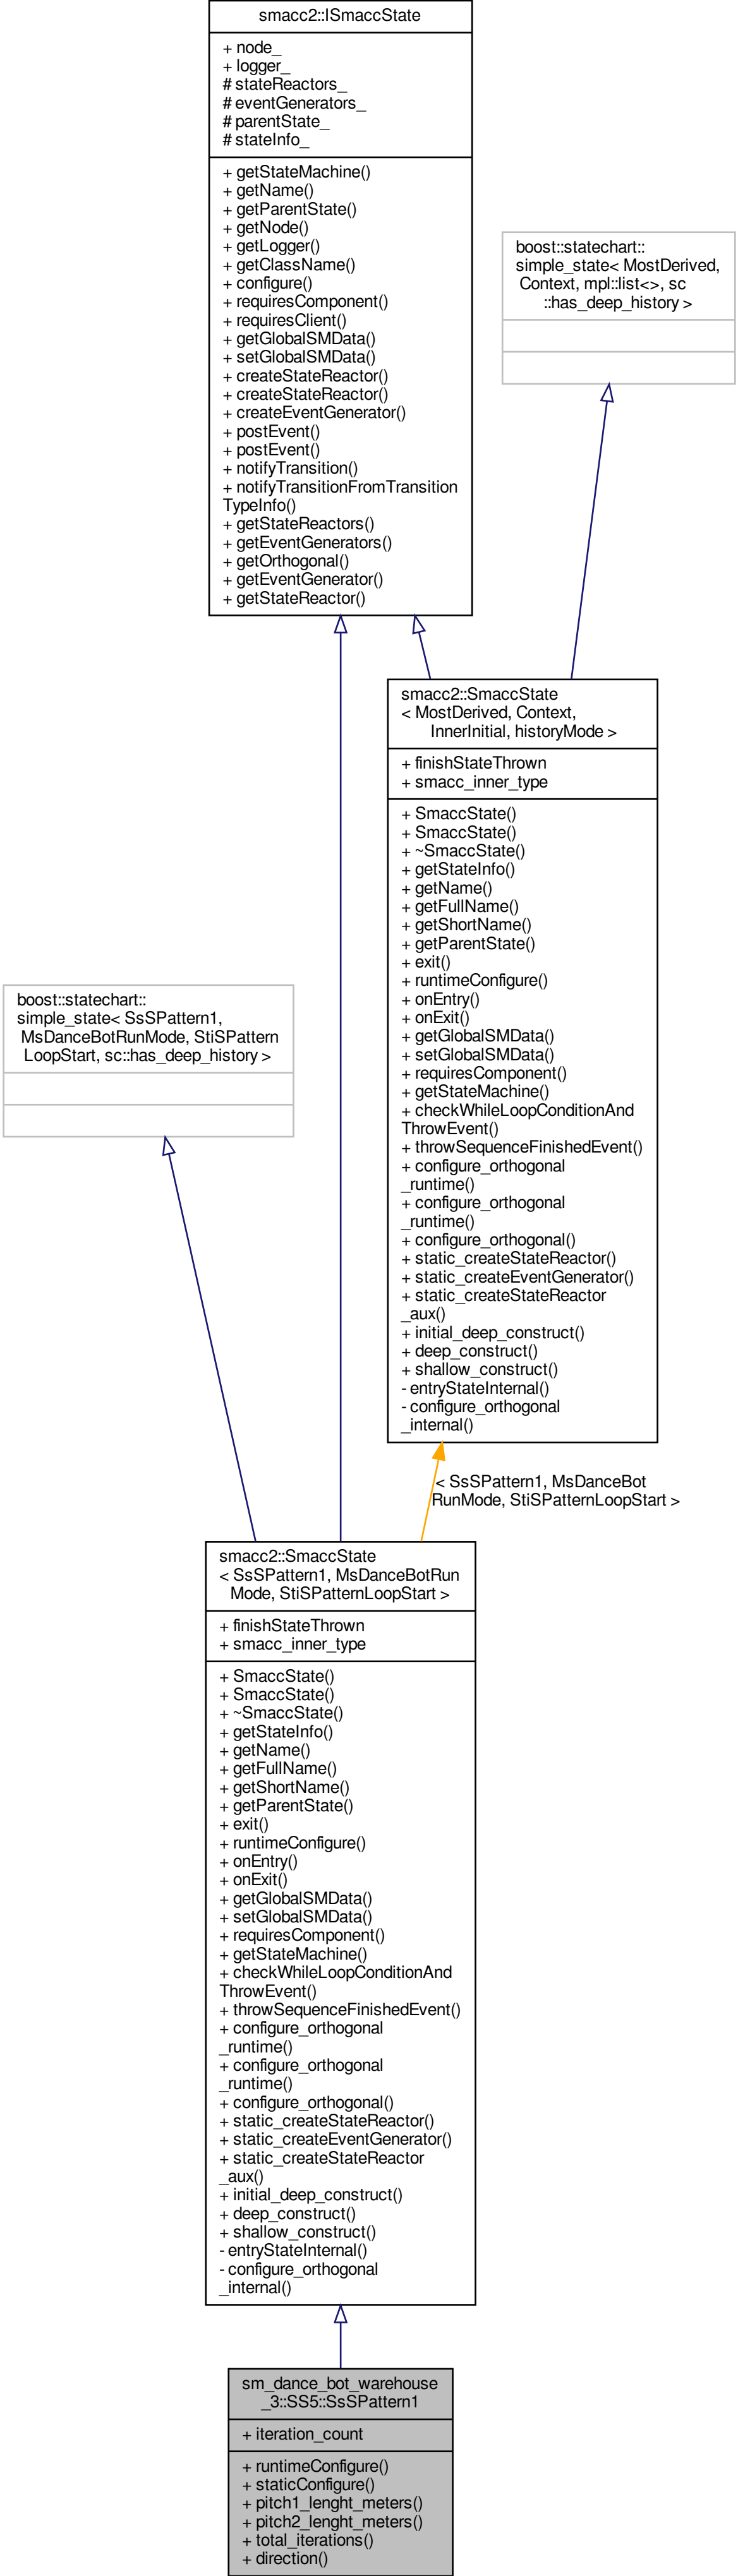 smacc2::ISmaccState
+ node_
+ logger_
# stateReactors_
# eventGenerators_
# parentState_
# stateInfo_
+ getStateMachine()
+ getName()
+ getParentState()
+ getNode()
+ getLogger()
+ getClassName()
+ configure()
+ requiresComponent()
+ requiresClient()
+ getGlobalSMData()
+ setGlobalSMData()
+ createStateReactor()
+ createStateReactor()
+ createEventGenerator()
+ postEvent()
+ postEvent()
+ notifyTransition()
+ notifyTransitionFromTransition
TypeInfo()
+ getStateReactors()
+ getEventGenerators()
+ getOrthogonal()
+ getEventGenerator()
+ getStateReactor()
boost::statechart::
simple_state< MostDerived,
Context, mpl::list<>, sc
::has_deep_history >
smacc2::SmaccState
< MostDerived, Context,
InnerInitial, historyMode >
+ finishStateThrown
+ smacc_inner_type
+ SmaccState()
+ SmaccState()
+ ~SmaccState()
+ getStateInfo()
+ getName()
+ getFullName()
+ getShortName()
+ getParentState()
+ exit()
+ runtimeConfigure()
+ onEntry()
+ onExit()
+ getGlobalSMData()
+ setGlobalSMData()
+ requiresComponent()
+ getStateMachine()
+ checkWhileLoopConditionAnd
ThrowEvent()
+ throwSequenceFinishedEvent()
+ configure_orthogonal
_runtime()
+ configure_orthogonal
_runtime()
+ configure_orthogonal()
+ static_createStateReactor()
+ static_createEventGenerator()
+ static_createStateReactor
_aux()
+ initial_deep_construct()
+ deep_construct()
+ shallow_construct()
- entryStateInternal()
- configure_orthogonal
_internal()
boost::statechart::
simple_state< SsSPattern1,
MsDanceBotRunMode, StiSPattern
LoopStart, sc::has_deep_history >
< SsSPattern1, MsDanceBot
RunMode, StiSPatternLoopStart >
smacc2::SmaccState
< SsSPattern1, MsDanceBotRun
Mode, StiSPatternLoopStart >
+ finishStateThrown
+ smacc_inner_type
+ SmaccState()
+ SmaccState()
+ ~SmaccState()
+ getStateInfo()
+ getName()
+ getFullName()
+ getShortName()
+ getParentState()
+ exit()
+ runtimeConfigure()
+ onEntry()
+ onExit()
+ getGlobalSMData()
+ setGlobalSMData()
+ requiresComponent()
+ getStateMachine()
+ checkWhileLoopConditionAnd
ThrowEvent()
+ throwSequenceFinishedEvent()
+ configure_orthogonal
_runtime()
+ configure_orthogonal
_runtime()
+ configure_orthogonal()
+ static_createStateReactor()
+ static_createEventGenerator()
+ static_createStateReactor
_aux()
+ initial_deep_construct()
+ deep_construct()
+ shallow_construct()
- entryStateInternal()
- configure_orthogonal
_internal()
sm_dance_bot_warehouse
_3::SS5::SsSPattern1
+ iteration_count
+ runtimeConfigure()
+ staticConfigure()
+ pitch1_lenght_meters()
+ pitch2_lenght_meters()
+ total_iterations()
+ direction()